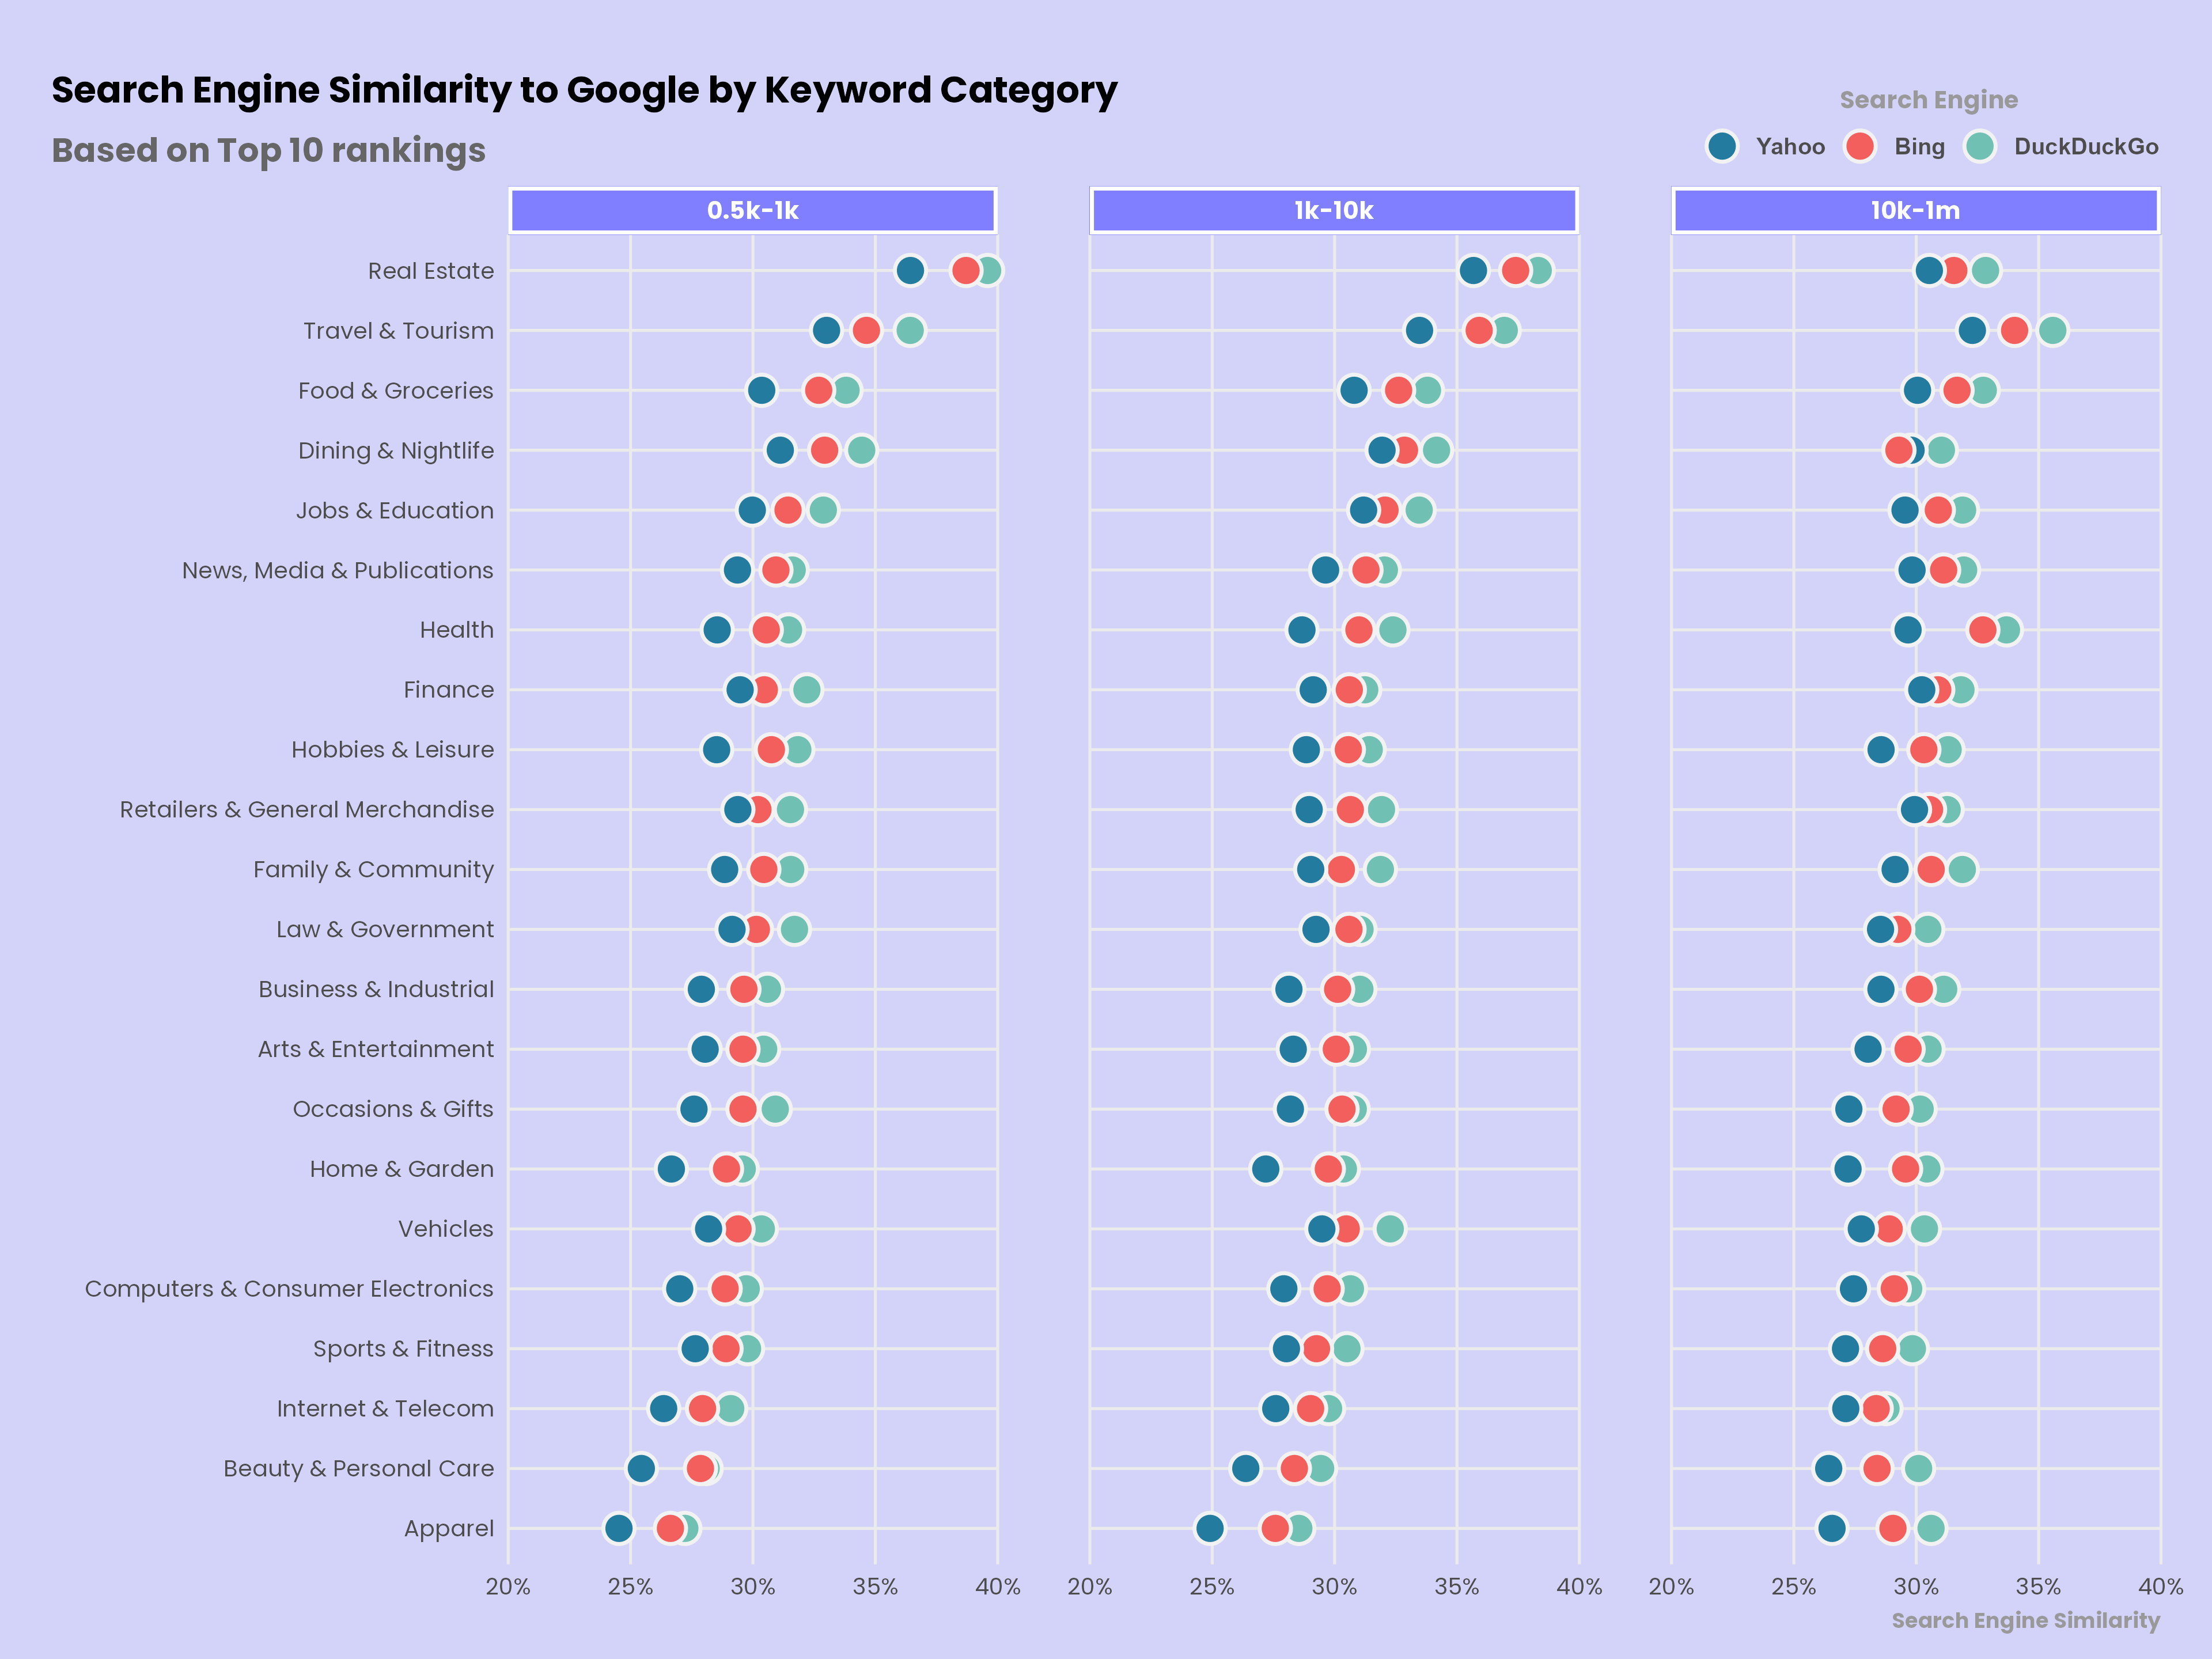 Search Engine Similarity to Google by Keyword Category
Based on Top 10 rankings
Search Engine
Yahoo Bing DuckDuckGo
0.5k-1k 1k-10k 10k-1m
Real Estate
Travel & Tourism
Food & Groceries
Dining & Nightlife
Jobs & Education
News, Media & Publications
Health
Finance
Hobbies & Leisure
Retailers & General Merchandise
Family & Community
Law & Government
Business & Industrial
Arts & Entertainment
Occasions & Gifts
Home & Garden
Vehicles
Computers & Consumer Electronics
Sports & Fitness
Internet & Telecom
Beauty & Personal Care
Apparel
20% 25% 30% 35% 40% 20% 25% 30% 35% 40% 20% 25% 30% 35% 40%
Search Engine Similarity